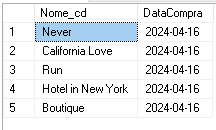 Nome_cd DataCompra
1 Never 2024-04-16
2 California Love 2024-04-16
3 Run 2024-04-16
4 Hotel in New York 2024-04-16
5 Boutique 2024-04-16